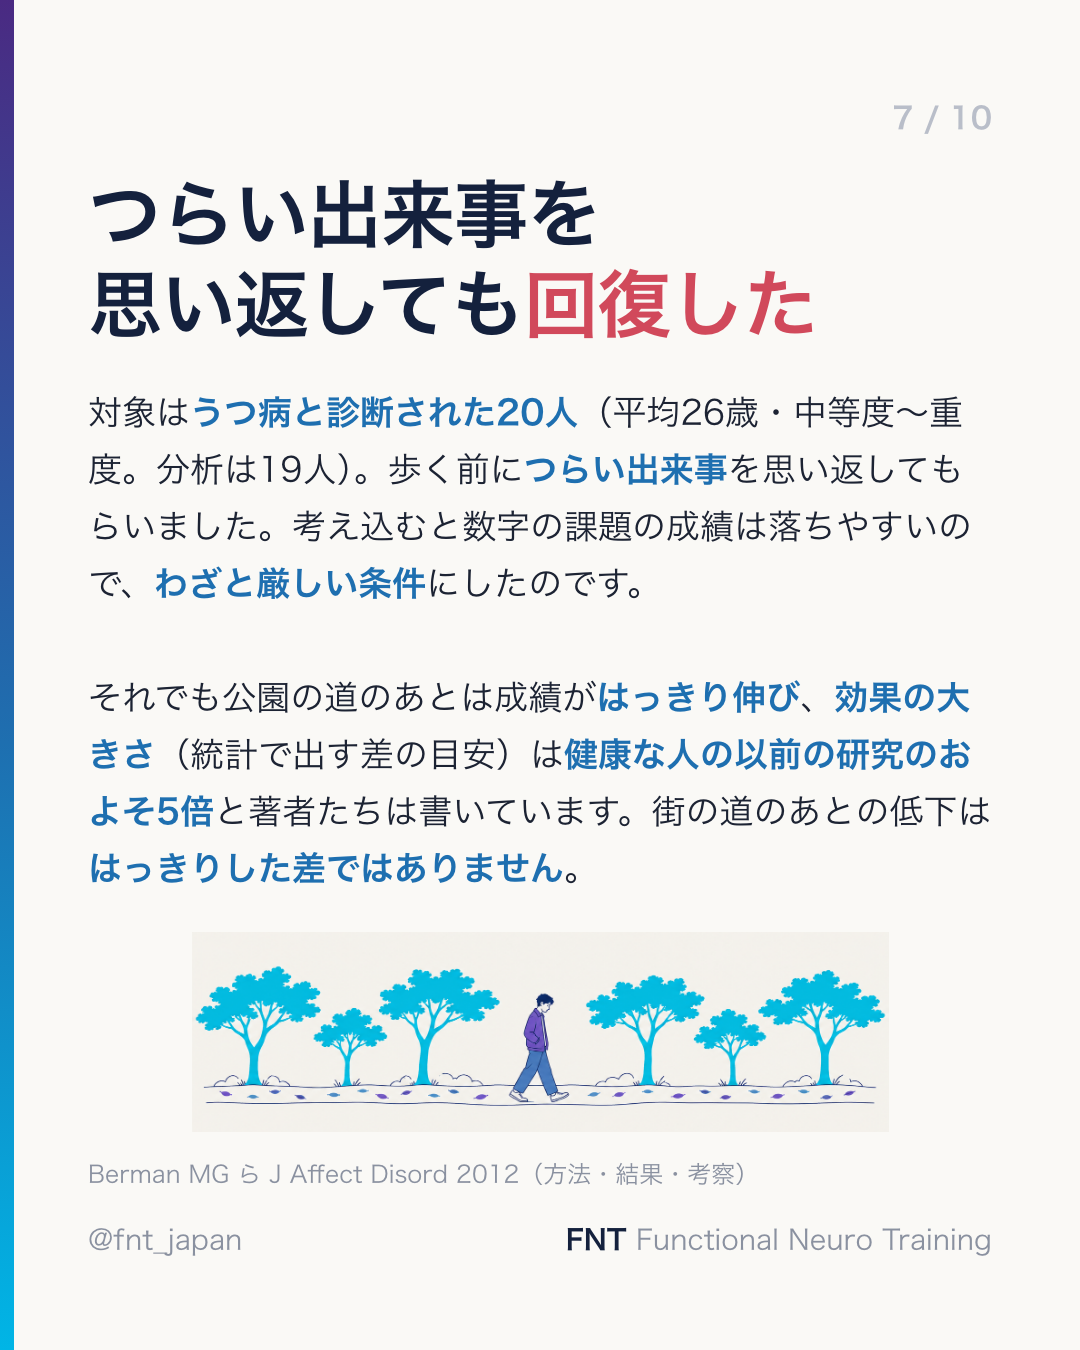 7 / 10
つらい出来事を
思い返しても回復した
対象はうつ病と診断された20人（平均26歳・中等度〜重
度。分析は19人）。歩く前につらい出来事を思い返しても
らいました。考え込むと数字の課題の成績は落ちやすいの
で、わざと厳しい条件にしたのです。
それでも公園の道のあとは成績がはっきり伸び、効果の大
きさ（統計で出す差の目安）は健康な人の以前の研究のお
よそ5倍と著者たちは書いています。街の道のあとの低下は
はっきりした差ではありません。
Berman MG ら J Affect Disord 2012（方法・結果・考察）
@fnt_japan
FNT Functional Neuro Training